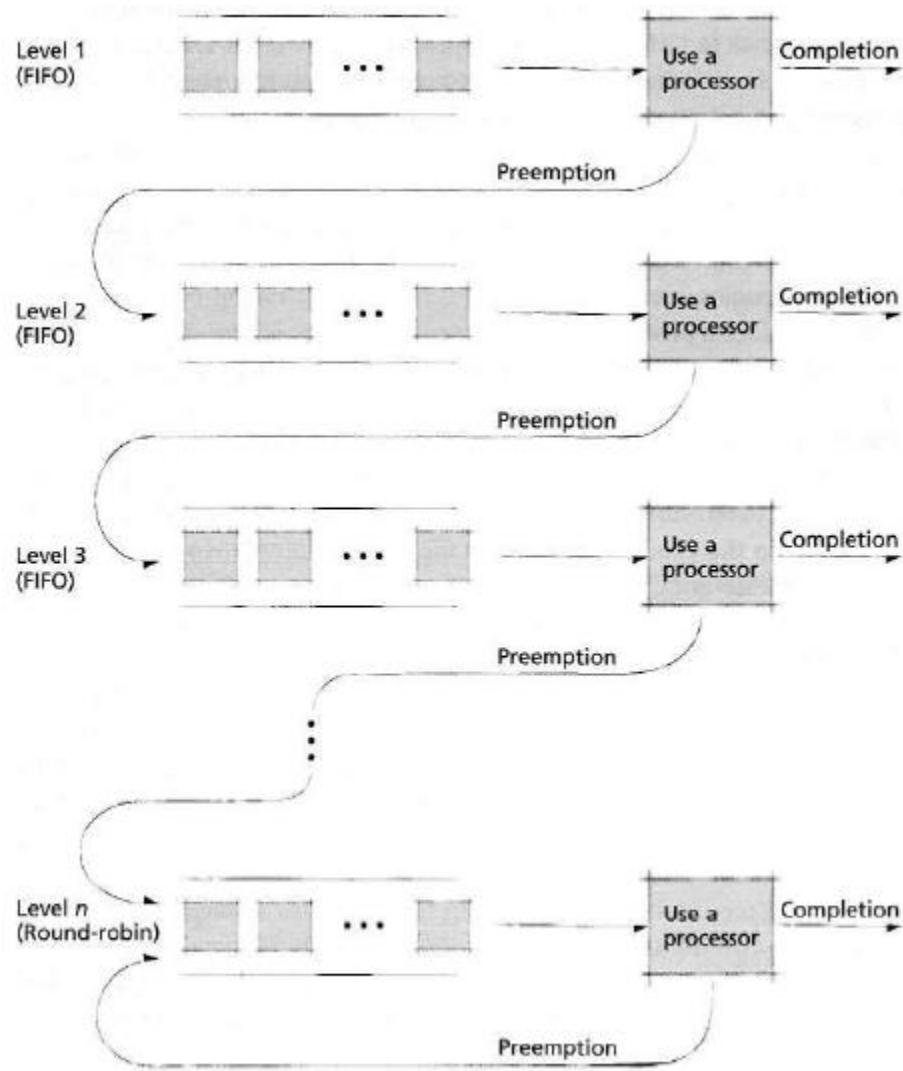 Level 1
(FIFO)
Use a
processor
Completion
Preemption
Level 2
(FIFO)
Use a
processor
Completion
Preemption
Level 3
(FIFO)
Use a
processor
Completion
Preemption
Level n
(Round-robin)
Use a
processor
Completion
Preemption